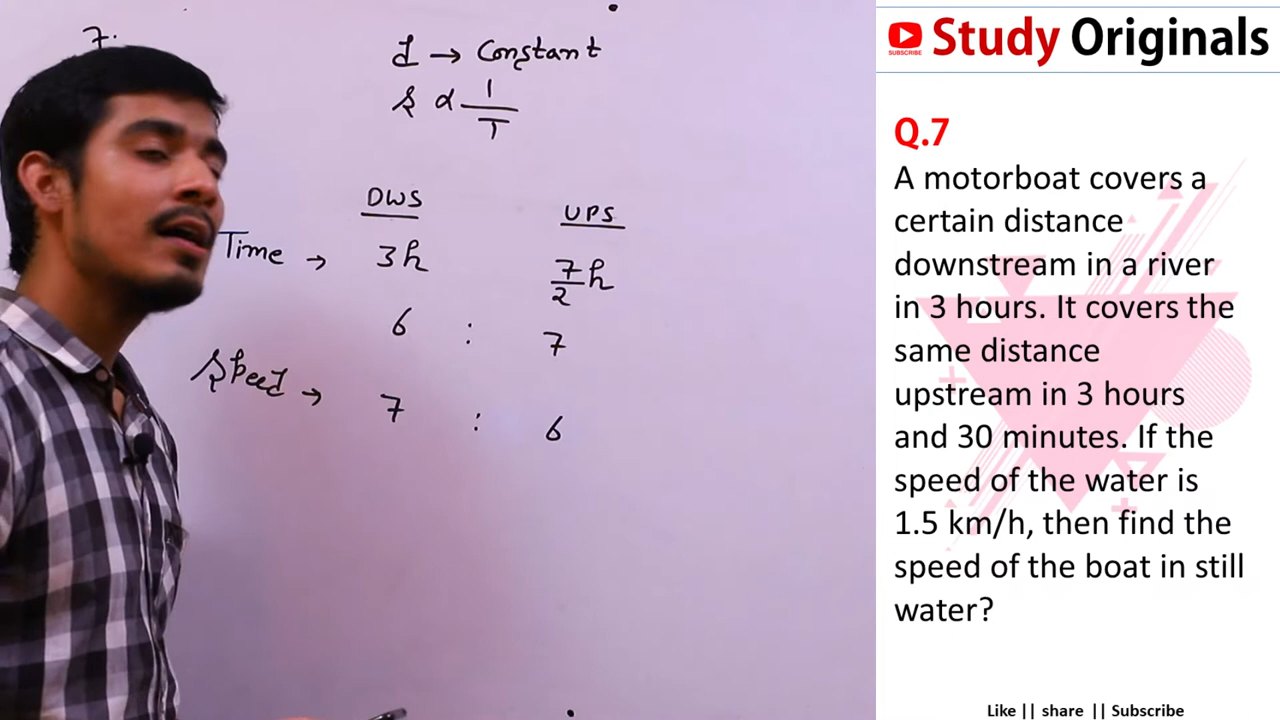 7.
d → Constant
S ∝ 1/T
DWS UPS
Time → 3h 7/2 h
6 : 7
Speed → 7 : 6
SUBSCRIBE
Study Originals
Q.7
A motorboat covers a
certain distance
downstream in a river
in 3 hours. It covers the
same distance
upstream in 3 hours
and 30 minutes. If the
speed of the water is
1.5 km/h, then find the
speed of the boat in still
water?
Like || share || Subscribe